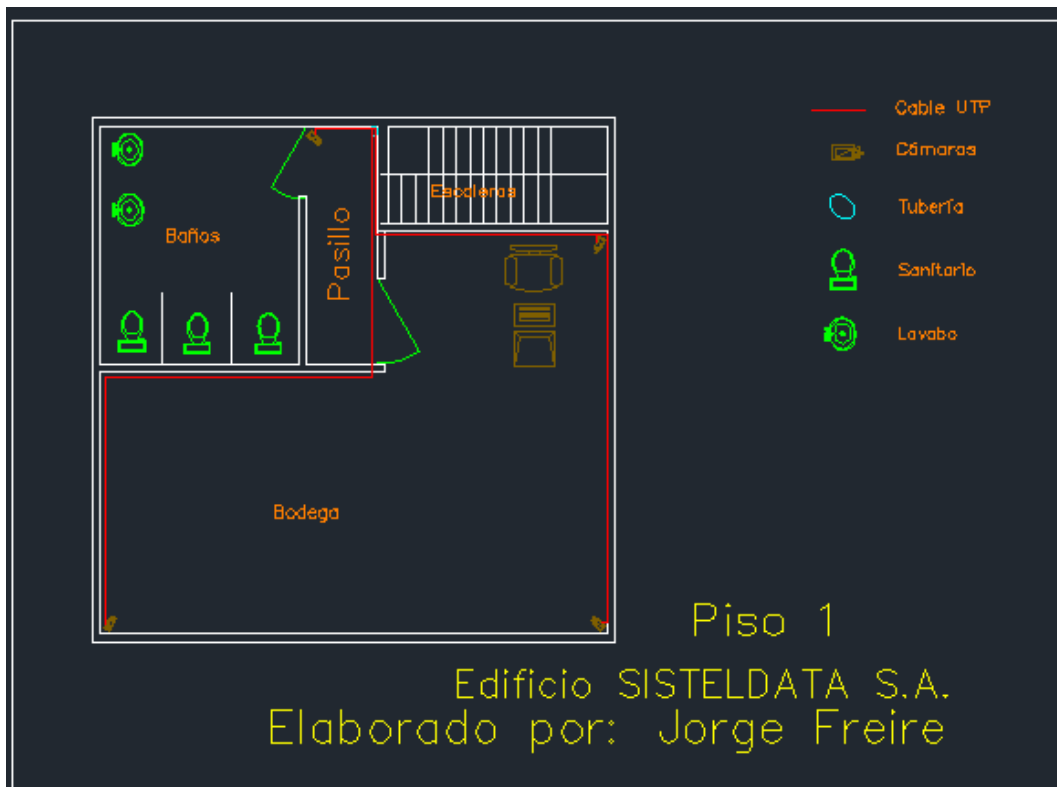 Cable UTP
Cámaras
Tubería
Sanitario
Lavabo
Escaleras
Baños
Pasillo
Bodega
Piso 1
Edificio SISTELDATA S.A.
Elaborado por: Jorge Freire